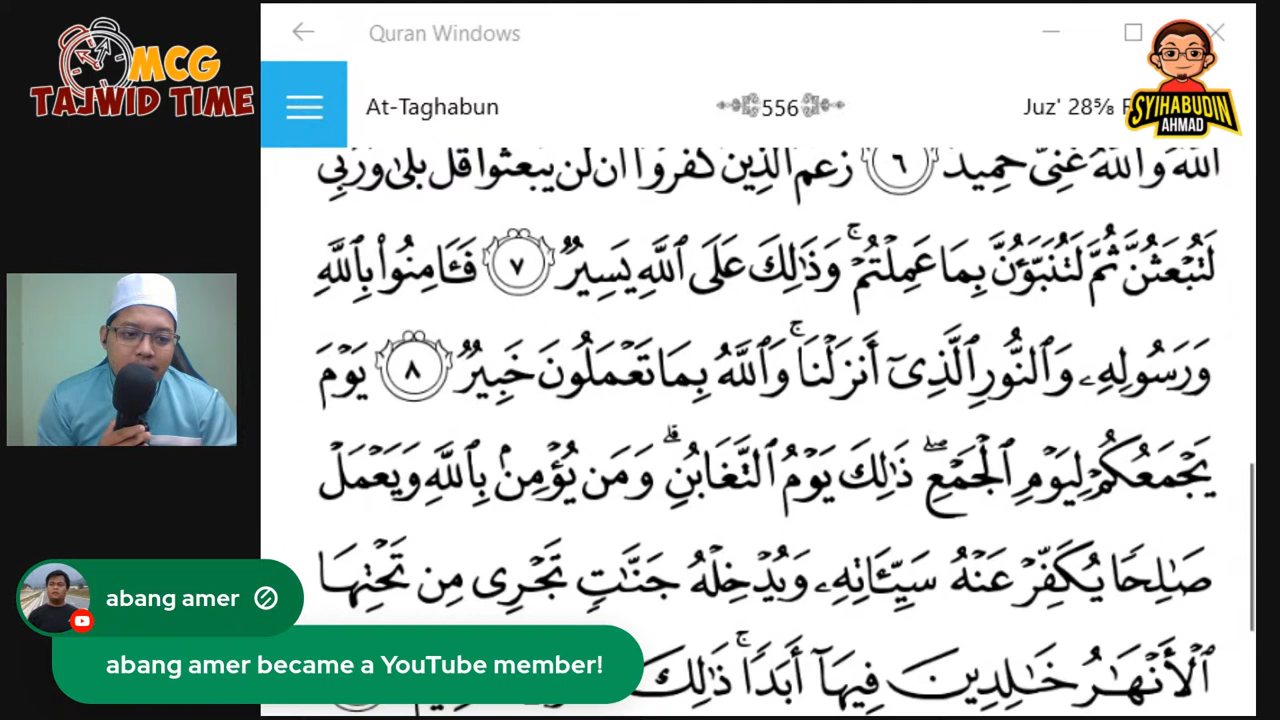 MCG
TAJWID TIME
Quran Windows
At-Taghabun
556
Juz' 28⅝
SYIHABUDIN
AHMAD
ٱللَّهُ وَٱللَّهُ غَنِىٌّ حَمِيدٌ ٦ زَعَمَ ٱلَّذِينَ كَفَرُوٓا۟ أَن لَّن يُبْعَثُوا۟ قُلْ بَلَىٰ وَرَبِّى
لَتُبْعَثُنَّ ثُمَّ لَتُنَبَّؤُنَّ بِمَا عَمِلْتُمْ ۚ وَذَٰلِكَ عَلَى ٱللَّهِ يَسِيرٌ ٧ فَـَٔامِنُوا۟ بِٱللَّهِ
وَرَسُولِهِۦ وَٱلنُّورِ ٱلَّذِىٓ أَنزَلْنَا ۚ وَٱللَّهُ بِمَا تَعْمَلُونَ خَبِيرٌ ٨ يَوْمَ
يَجْمَعُكُمْ لِيَوْمِ ٱلْجَمْعِ ۖ ذَٰلِكَ يَوْمُ ٱلتَّغَابُنِ ۗ وَمَن يُؤْمِنۢ بِٱللَّهِ وَيَعْمَلْ
صَٰلِحًا يُكَفِّرْ عَنْهُ سَيِّـَٔاتِهِۦ وَيُدْخِلْهُ جَنَّٰتٍ تَجْرِى مِن تَحْتِهَا
ٱلْأَنْهَٰرُ خَٰلِدِينَ فِيهَآ أَبَدًا ۚ ذَٰلِكَ
abang amer
abang amer became a YouTube member!